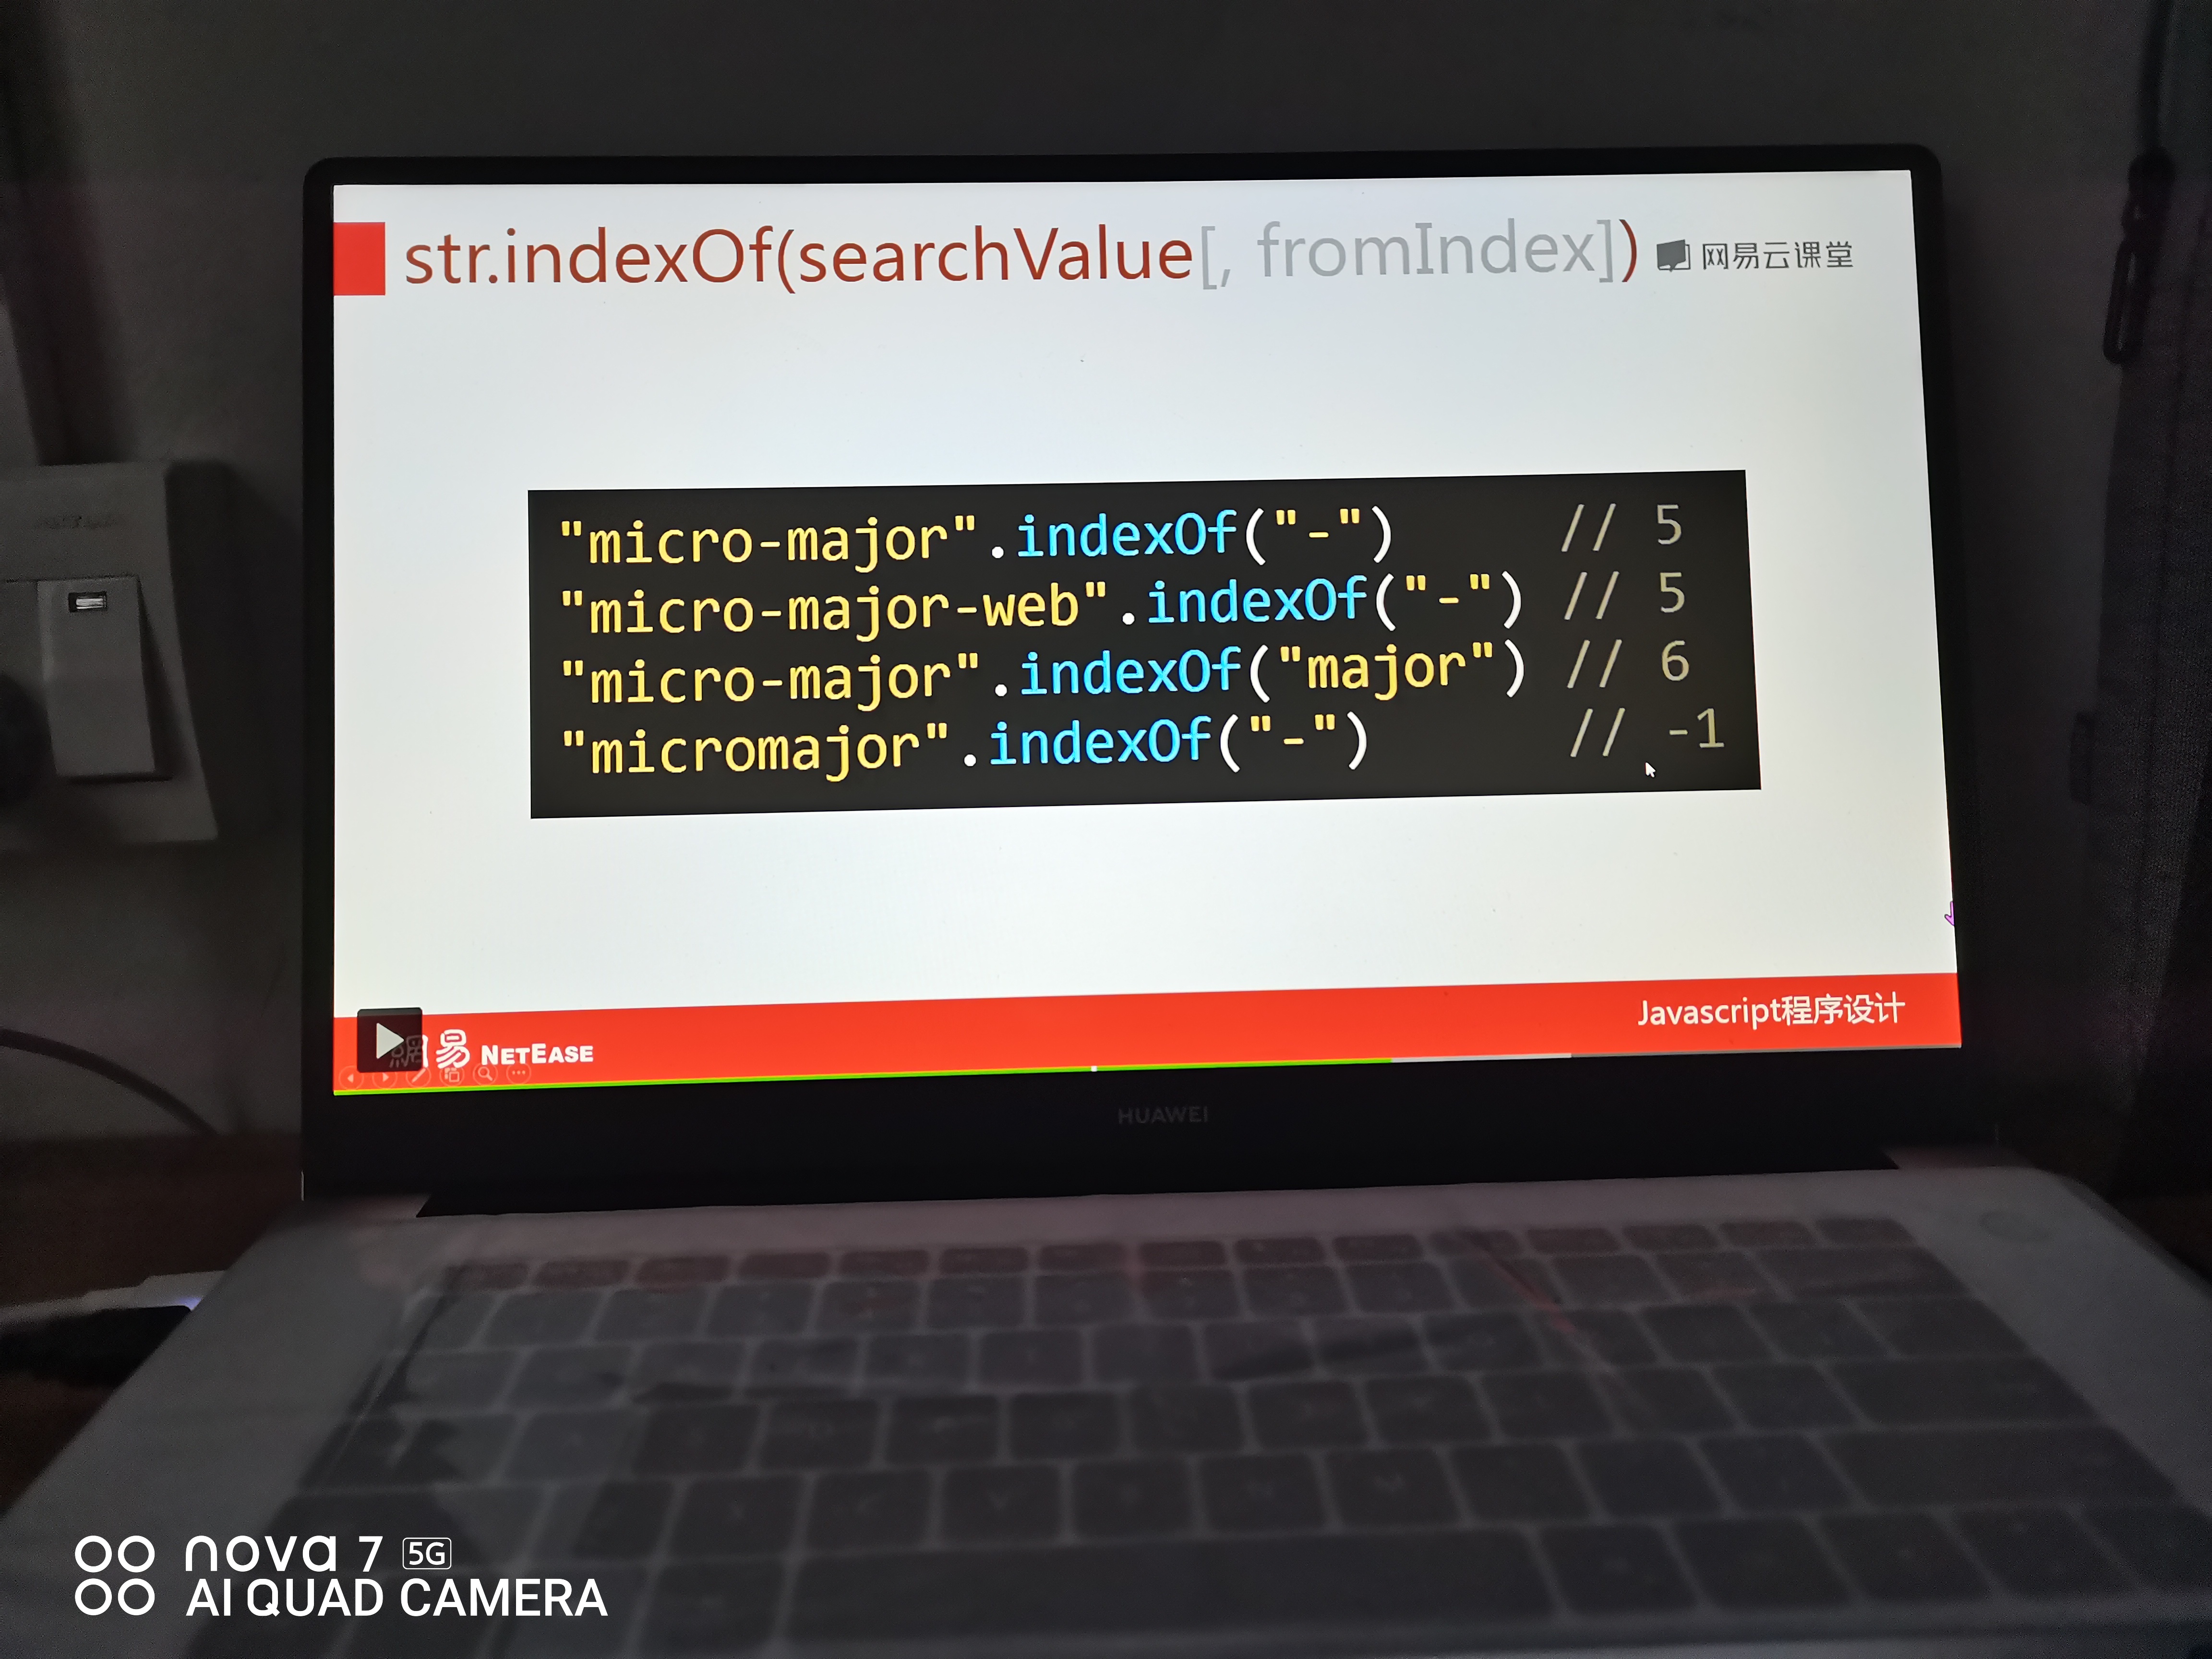 str.indexOf(searchValue[, fromIndex])
网易云课堂
"micro-major".indexOf("-") // 5
"micro-major-web".indexOf("-") // 5
"micro-major".indexOf("major") // 6
"micromajor".indexOf("-") // -1
Javascript程序设计
網易 NETEASE
HUAWEI
nova 7 5G
AI QUAD CAMERA